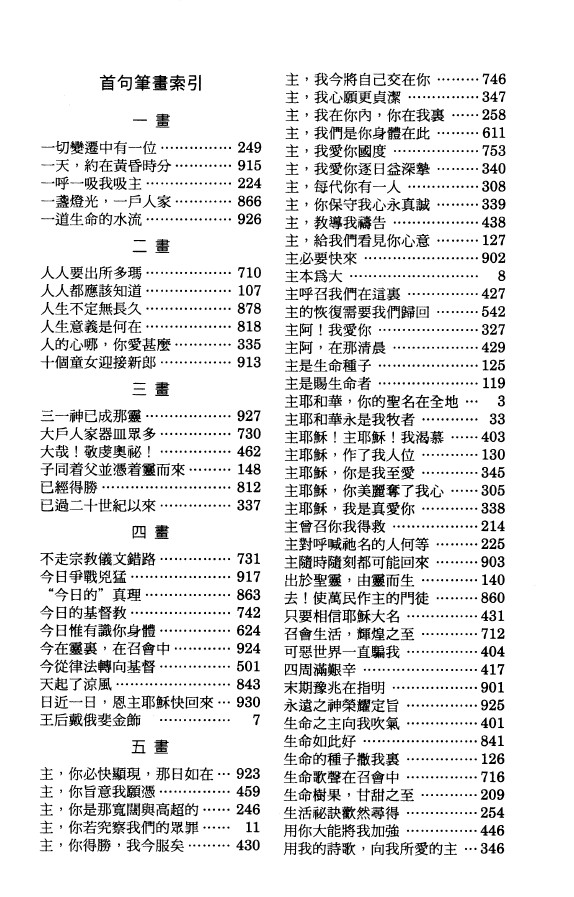 首句筆畫索引
一 畫
一切變遷中有一位 ··············· 249
一天，約在黃昏時分 ············ 915
一呼一吸我吸主 ·················· 224
一盞燈光，一戶人家 ············ 866
一道生命的水流 ·················· 926
二 畫
人人要出所多瑪 ·················· 710
人人都應該知道 ·················· 107
人生不定無長久 ·················· 878
人生意義是何在 ·················· 818
人的心哪，你愛甚麼 ············ 335
十個童女迎接新郎 ··············· 913
三 畫
三一神已成那靈 ·················· 927
大戶人家器皿眾多 ··············· 730
大哉！敬虔奧祕！ ··············· 462
子同着父並憑着靈而來 ········· 148
已經得勝 ··························· 812
已過二十世紀以來 ··············· 337
四 畫
不走宗教儀文錯路 ··············· 731
今日爭戰兇猛 ····················· 917
“今日的”真理 ·················· 863
今日的基督教 ····················· 742
今日惟有識你身體 ··············· 624
今在靈裏，在召會中 ············ 924
今從律法轉向基督 ··············· 501
天起了涼風 ························ 843
日近一日，恩主耶穌快回來 ··· 930
王后戴俄斐金飾 ··············· 7
五 畫
主，你必快顯現，那日如在 ··· 923
主，你旨意我願憑 ··············· 459
主，你是那寬闊與高超的 ······ 246
主，你若究察我們的眾罪 ······ 11
主，你得勝，我今服矣 ········· 430
主，我今將自己交在你 ········· 746
主，我心願更貞潔 ··············· 347
主，我在你內，你在我裏 ······ 258
主，我們是你身體在此 ········· 611
主，我愛你國度 ·················· 753
主，我愛你逐日益深摯 ········· 340
主，每代你有一人 ··············· 308
主，你保守我心永真誠 ········· 339
主，教導我禱告 ·················· 438
主，給我們看見你心意 ········· 127
主必要快來 ························ 902
主本爲大 ··························· 8
主呼召我們在這裏 ··············· 427
主的恢復需要我們歸回 ········· 542
主阿！我愛你 ····················· 327
主阿，在那清晨 ·················· 429
主是生命種子 ····················· 125
主是賜生命者 ····················· 119
主耶和華，你的聖名在全地 ··· 3
主耶和華永是我牧者 ············ 33
主耶穌！主耶穌！我渴慕 ······ 403
主耶穌，作了我人位 ············ 130
主耶穌，你是我至愛 ············ 345
主耶穌，你美麗奪了我心 ······ 305
主耶穌，我是真愛你 ············ 338
主曾召你我得救 ·················· 214
主對呼喊祂名的人何等 ········· 225
主隨時隨刻都可能回來 ········· 903
出於聖靈，由靈而生 ············ 140
去！使萬民作主的門徒 ········· 860
只要相信耶穌大名 ··············· 431
召會生活，輝煌之至 ············ 712
可惡世界一直騙我 ··············· 404
四周滿艱辛 ························ 417
末期豫兆在指明 ·················· 901
永遠之神榮耀定旨 ··············· 925
生命之主向我吹氣 ··············· 401
生命如此好 ························ 841
生命的種子撒我裏 ··············· 126
生命歌聲在召會中 ··············· 716
生命樹果，甘甜之至 ············ 209
生活祕訣歡然尋得 ··············· 254
用你大能將我加強 ··············· 446
用我的詩歌，向我所愛的主 ··· 346